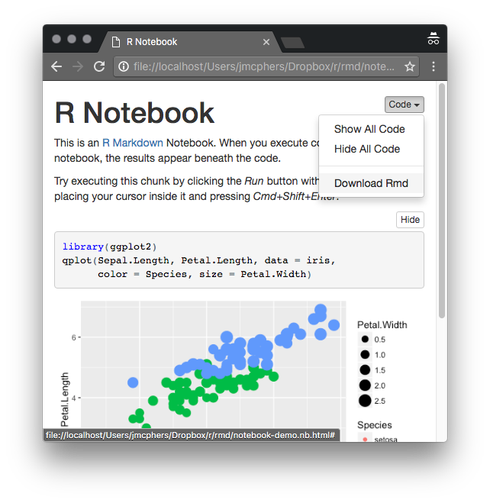 R Notebook
file://localhost/Users/jmcphers/Dropbox/r/rmd/note...
R Notebook
Code
Show All Code
Hide All Code
Download Rmd
This is an R Markdown Notebook. When you execute co
notebook, the results appear beneath the code.
Try executing this chunk by clicking the Run button with
placing your cursor inside it and pressing Cmd+Shift+Enter.
Hide
library(ggplot2)
qplot(Sepal.Length, Petal.Length, data = iris,
color = Species, size = Petal.Width)
Petal.Length
6
4
Petal.Width
0.5
1.0
1.5
2.0
2.5
Species
setosa
file://localhost/Users/jmcphers/Dropbox/r/rmd/notebook-demo.nb.html#